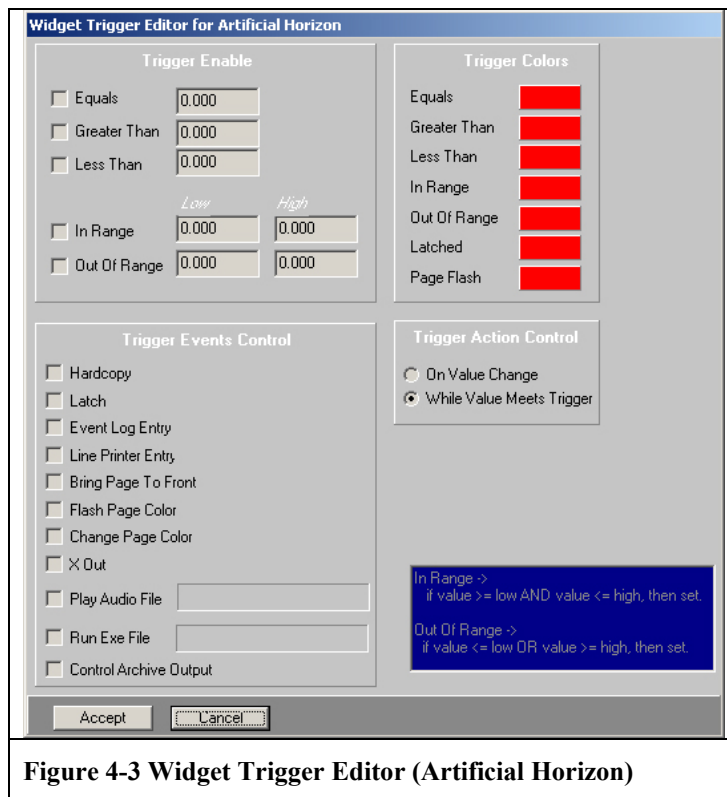 Widget Trigger Editor for Artificial Horizon
Trigger Enable
Equals 0.000
Greater Than 0.000
Less Than 0.000
Low High
In Range 0.000 0.000
Out Of Range 0.000 0.000
Trigger Colors
Equals
Greater Than
Less Than
In Range
Out Of Range
Latched
Page Flash
Trigger Events Control
Hardcopy
Latch
Event Log Entry
Line Printer Entry
Bring Page To Front
Flash Page Color
Change Page Color
X Out
Play Audio File
Run Exe File
Control Archive Output
Trigger Action Control
On Value Change
While Value Meets Trigger
In Range ->
if value >= low AND value <= high, then set.
Out Of Range ->
if value <= low OR value >= high, then set.
Accept Cancel
Figure 4-3 Widget Trigger Editor (Artificial Horizon)